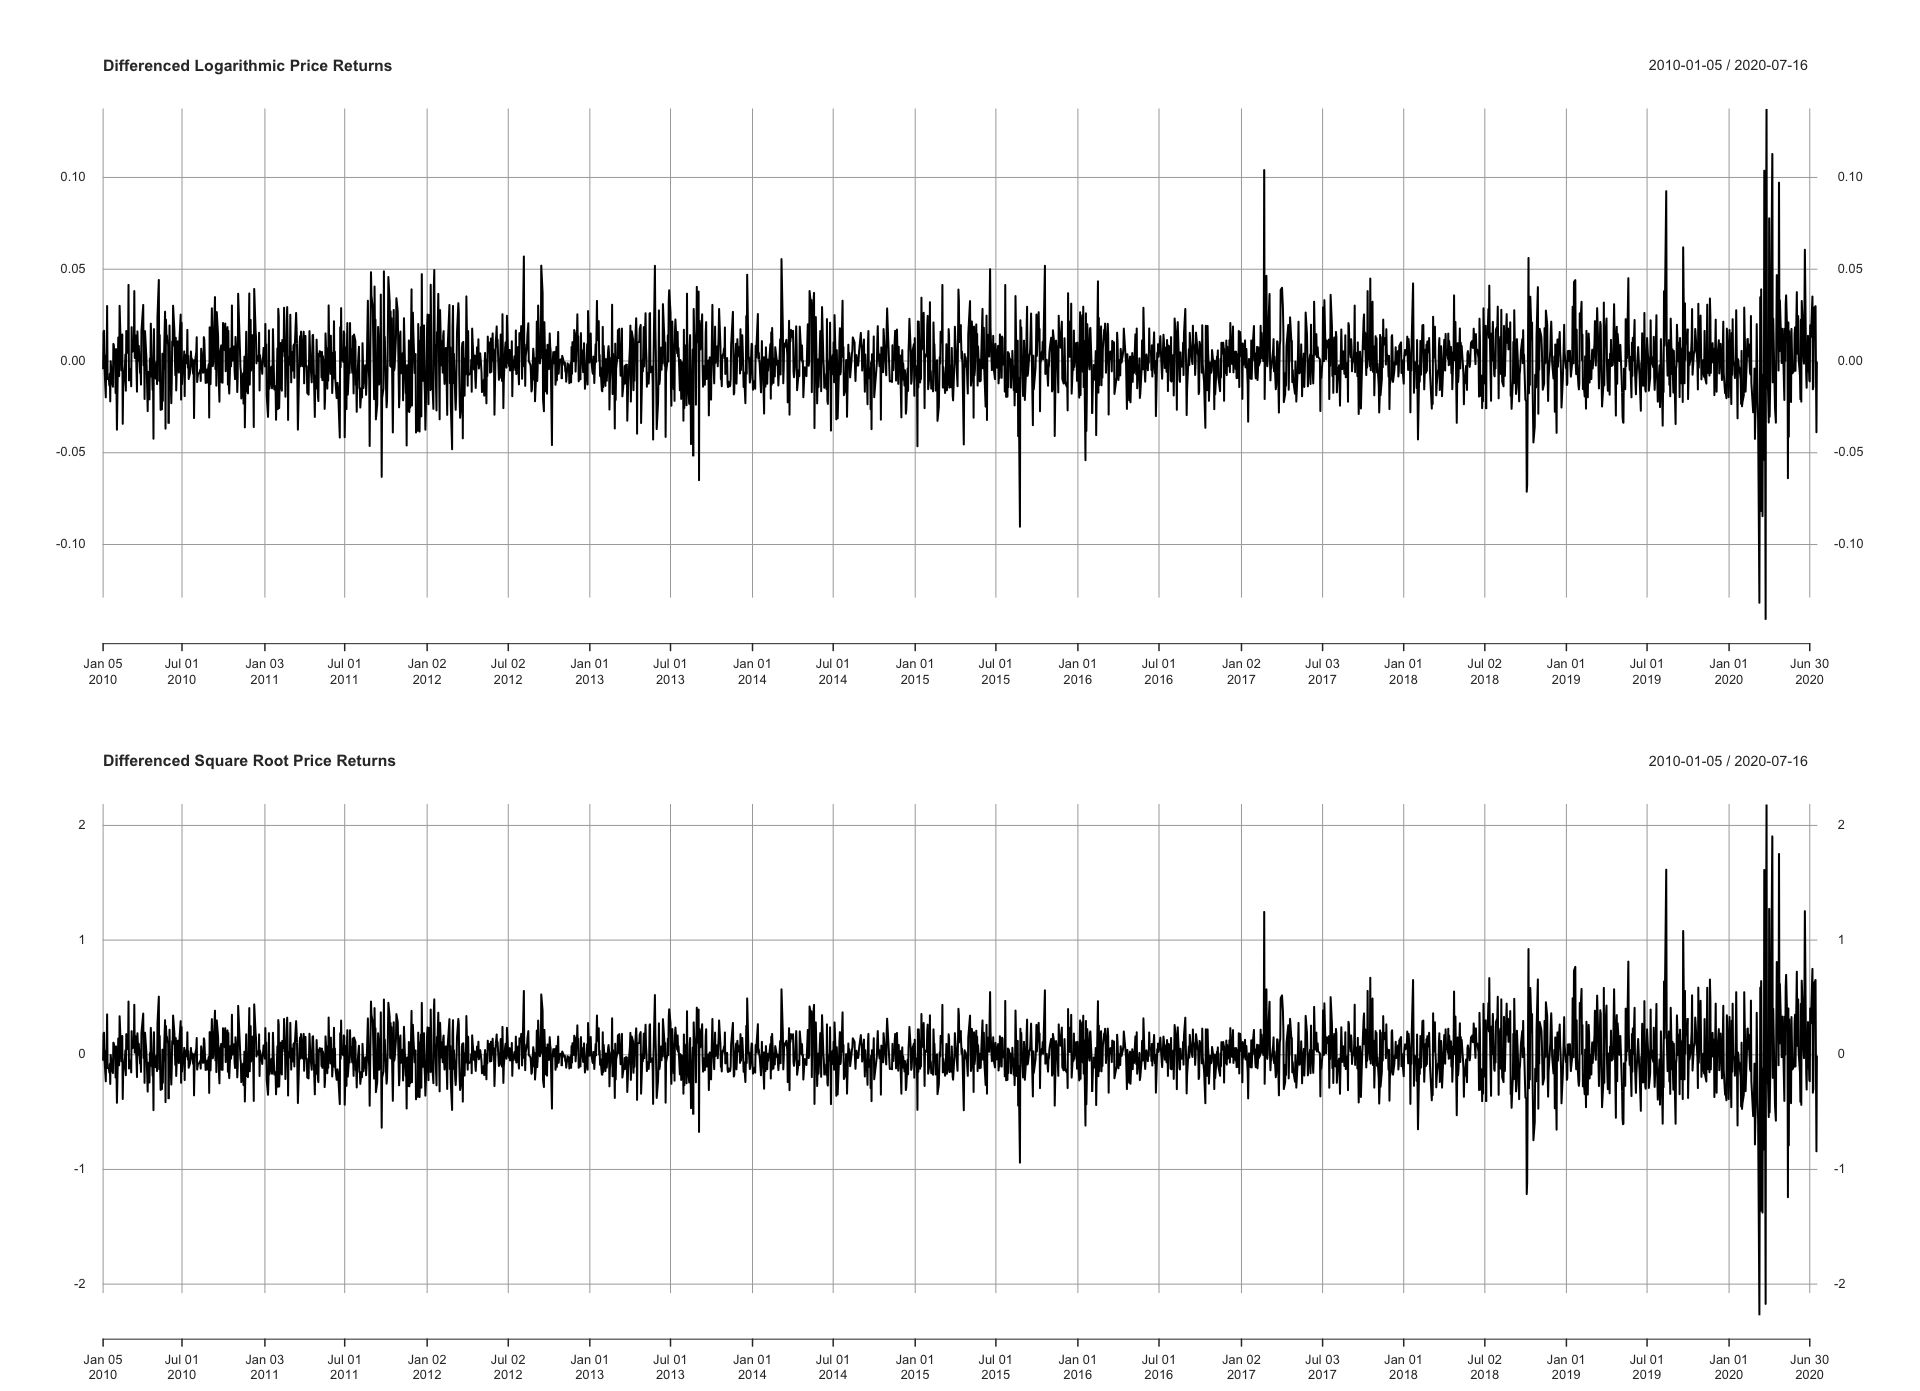 Differenced Logarithmic Price Returns 2010-01-05 / 2020-07-16
0.10 0.10
0.05 0.05
0.00 0.00
-0.05 -0.05
-0.10 -0.10
Jan 05 Jul 01 Jan 03 Jul 01 Jan 02 Jul 02 Jan 01 Jul 01 Jan 01 Jul 01 Jan 01 Jul 01 Jan 01 Jul 01 Jan 02 Jul 03 Jan 01 Jul 02 Jan 01 Jul 01 Jan 01 Jun 30
2010 2010 2011 2011 2012 2012 2013 2013 2014 2014 2015 2015 2016 2016 2017 2017 2018 2018 2019 2019 2020 2020
Differenced Square Root Price Returns 2010-01-05 / 2020-07-16
2 2
1 1
0 0
-1 -1
-2 -2
Jan 05 Jul 01 Jan 03 Jul 01 Jan 02 Jul 02 Jan 01 Jul 01 Jan 01 Jul 01 Jan 01 Jul 01 Jan 01 Jul 01 Jan 02 Jul 03 Jan 01 Jul 02 Jan 01 Jul 01 Jan 01 Jun 30
2010 2010 2011 2011 2012 2012 2013 2013 2014 2014 2015 2015 2016 2016 2017 2017 2018 2018 2019 2019 2020 2020